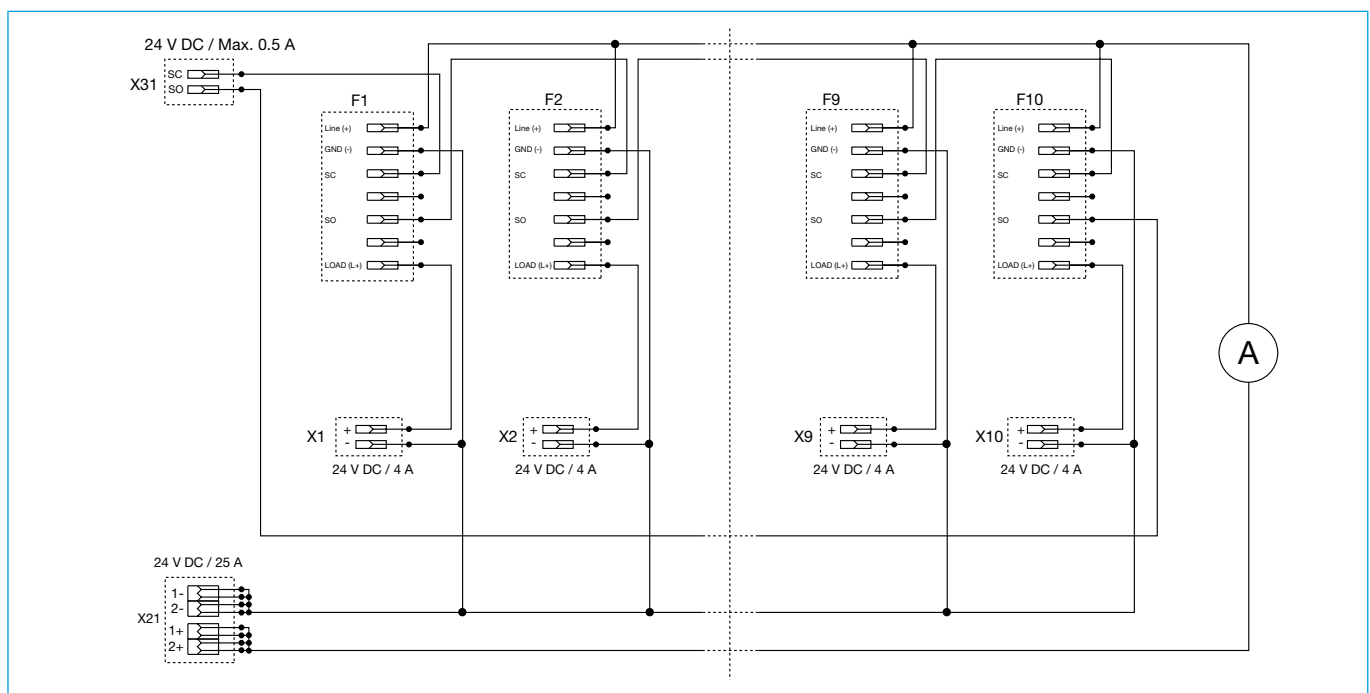 24 V DC / Max. 0.5 A
X31
SC
SO
F1
Line (+)
GND (-)
SC
SO
LOAD (L+)
F2
Line (+)
GND (-)
SC
SO
LOAD (L+)
F9
Line (+)
GND (-)
SC
SO
LOAD (L+)
F10
Line (+)
GND (-)
SC
SO
LOAD (L+)
A
X1
+
-
24 V DC / 4 A
X2
+
-
24 V DC / 4 A
X9
+
-
24 V DC / 4 A
X10
+
-
24 V DC / 4 A
24 V DC / 25 A
X21
1-
2-
1+
2+